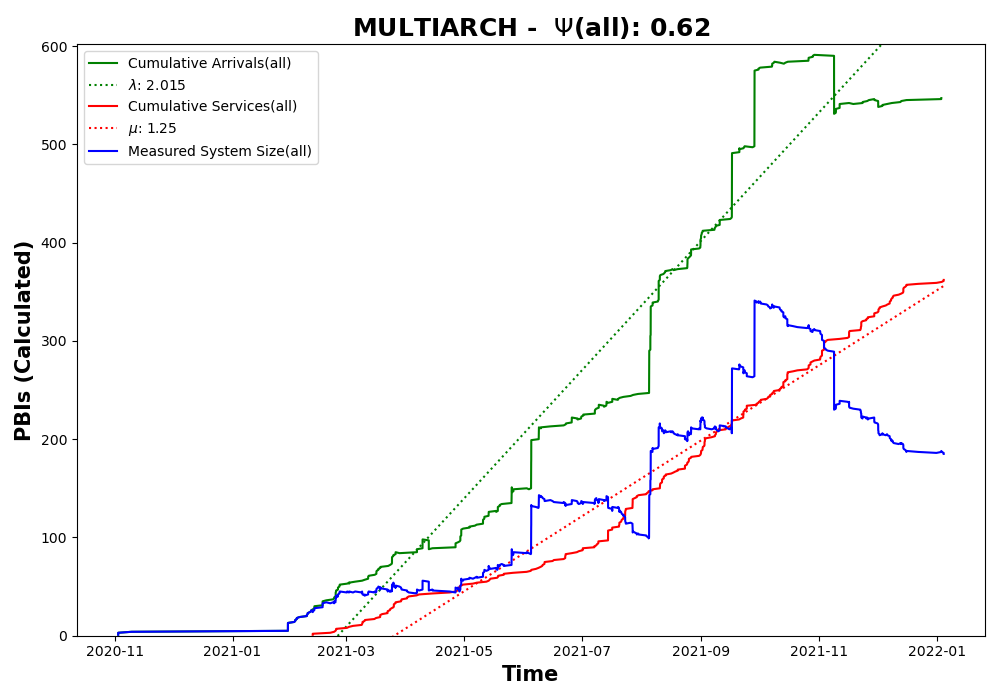 MULTIARCH - Ψ(all): 0.62
Cumulative Arrivals(all)
λ: 2.015
Cumulative Services(all)
μ: 1.25
Measured System Size(all)
600
500
400
300
200
100
0
PBIs (Calculated)
2020-11 2021-01 2021-03 2021-05 2021-07 2021-09 2021-11 2022-01
Time